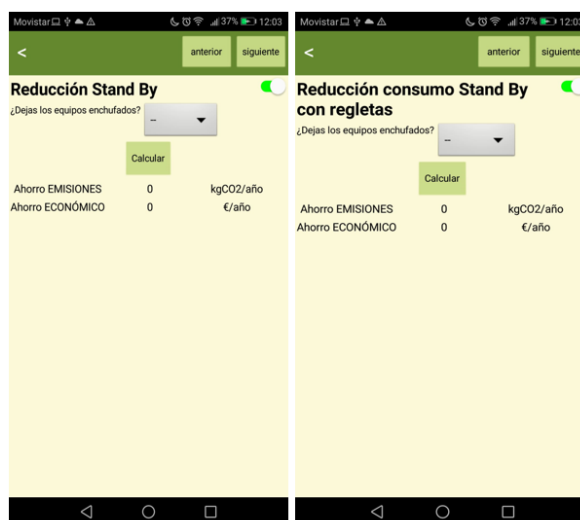 Movistar 37% 12:03
< anterior siguiente
Reducción Stand By
¿Dejas los equipos enchufados? --
Calcular
Ahorro EMISIONES 0 kgCO2/año
Ahorro ECONÓMICO 0 €/año
Movistar 37% 12:03
< anterior siguiente
Reducción consumo Stand By
con regletas
¿Dejas los equipos enchufados? --
Calcular
Ahorro EMISIONES 0 kgCO2/año
Ahorro ECONÓMICO 0 €/año